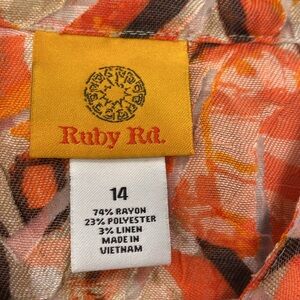 Ruby Rd.
14
74% RAYON
23% POLYESTER
3% LINEN
MADE IN
VIETNAM